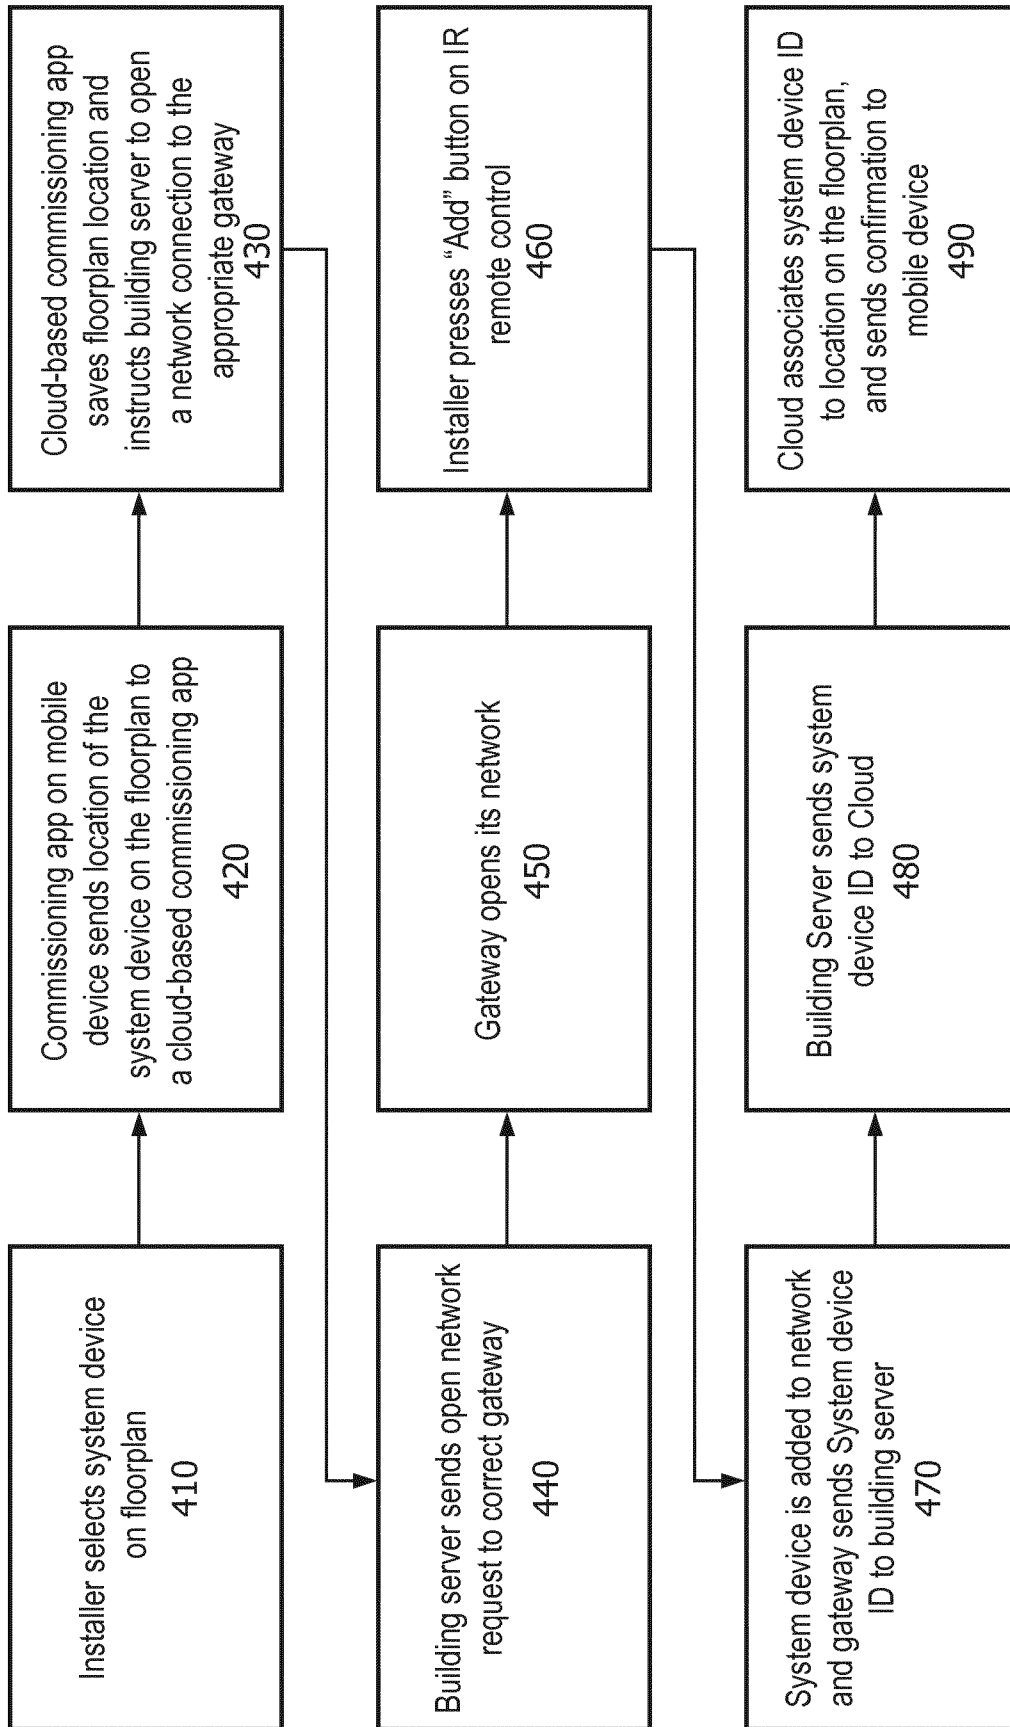 Installer selects system device
on floorplan
410
Commissioning app on mobile
device sends location of the
system device on the floorplan to
a cloud-based commissioning app
420
Cloud-based commissioning app
saves floorplan location and
instructs building server to open
a network connection to the
appropriate gateway
430
Building server sends open network
request to correct gateway
440
Gateway opens its network
450
Installer presses “Add” button on IR
remote control
460
System device is added to network
and gateway sends System device
ID to building server
470
Building Server sends system
device ID to Cloud
480
Cloud associates system device ID
to location on the floorplan,
and sends confirmation to
mobile device
490